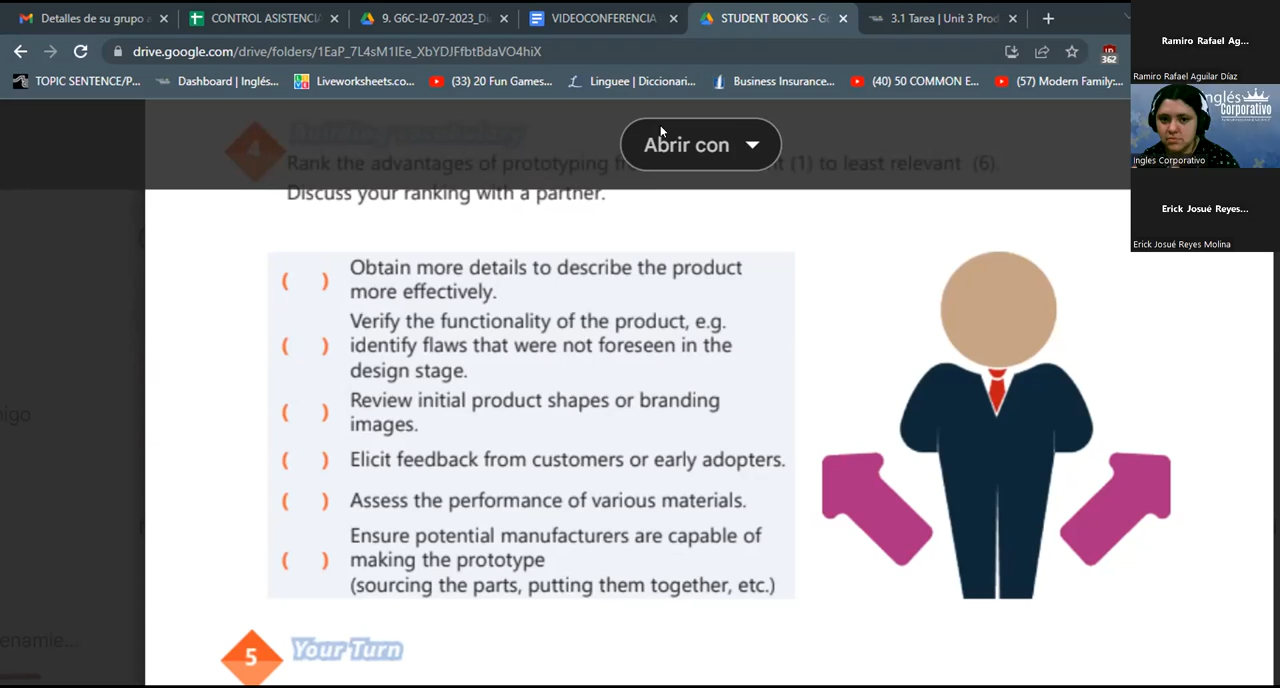 Detalles de su grupo a
CONTROL ASISTENCI
9. G6C-I2-07-2023_Di
VIDEOCONFERENCIA
STUDENT BOOKS - Go
3.1 Tarea | Unit 3 Prod
drive.google.com/drive/folders/1EaP_7L4sM1IEe_XbYDJFfbtBdaVO4hiX
362
TOPIC SENTENCE/P...
Dashboard | Inglés...
Liveworksheets.co...
(33) 20 Fun Games...
Linguee | Diccionari...
Business Insurance...
(40) 50 COMMON E...
(57) Modern Family:...
Ramiro Rafael Ag...
Ramiro Rafael Aguilar Díaz
Inglés
Corporativo
Ingles Corporativo
Erick Josué Reyes...
Erick Josué Reyes Molina
Abrir con
4
Rank the advantages of prototyping (1) to least relevant (6).
Discuss your ranking with a partner.
( ) Obtain more details to describe the product
more effectively.
( ) Verify the functionality of the product, e.g.
identify flaws that were not foreseen in the
design stage.
( ) Review initial product shapes or branding
images.
( ) Elicit feedback from customers or early adopters.
( ) Assess the performance of various materials.
( ) Ensure potential manufacturers are capable of
making the prototype
(sourcing the parts, putting them together, etc.)
5
Your Turn
enamie...